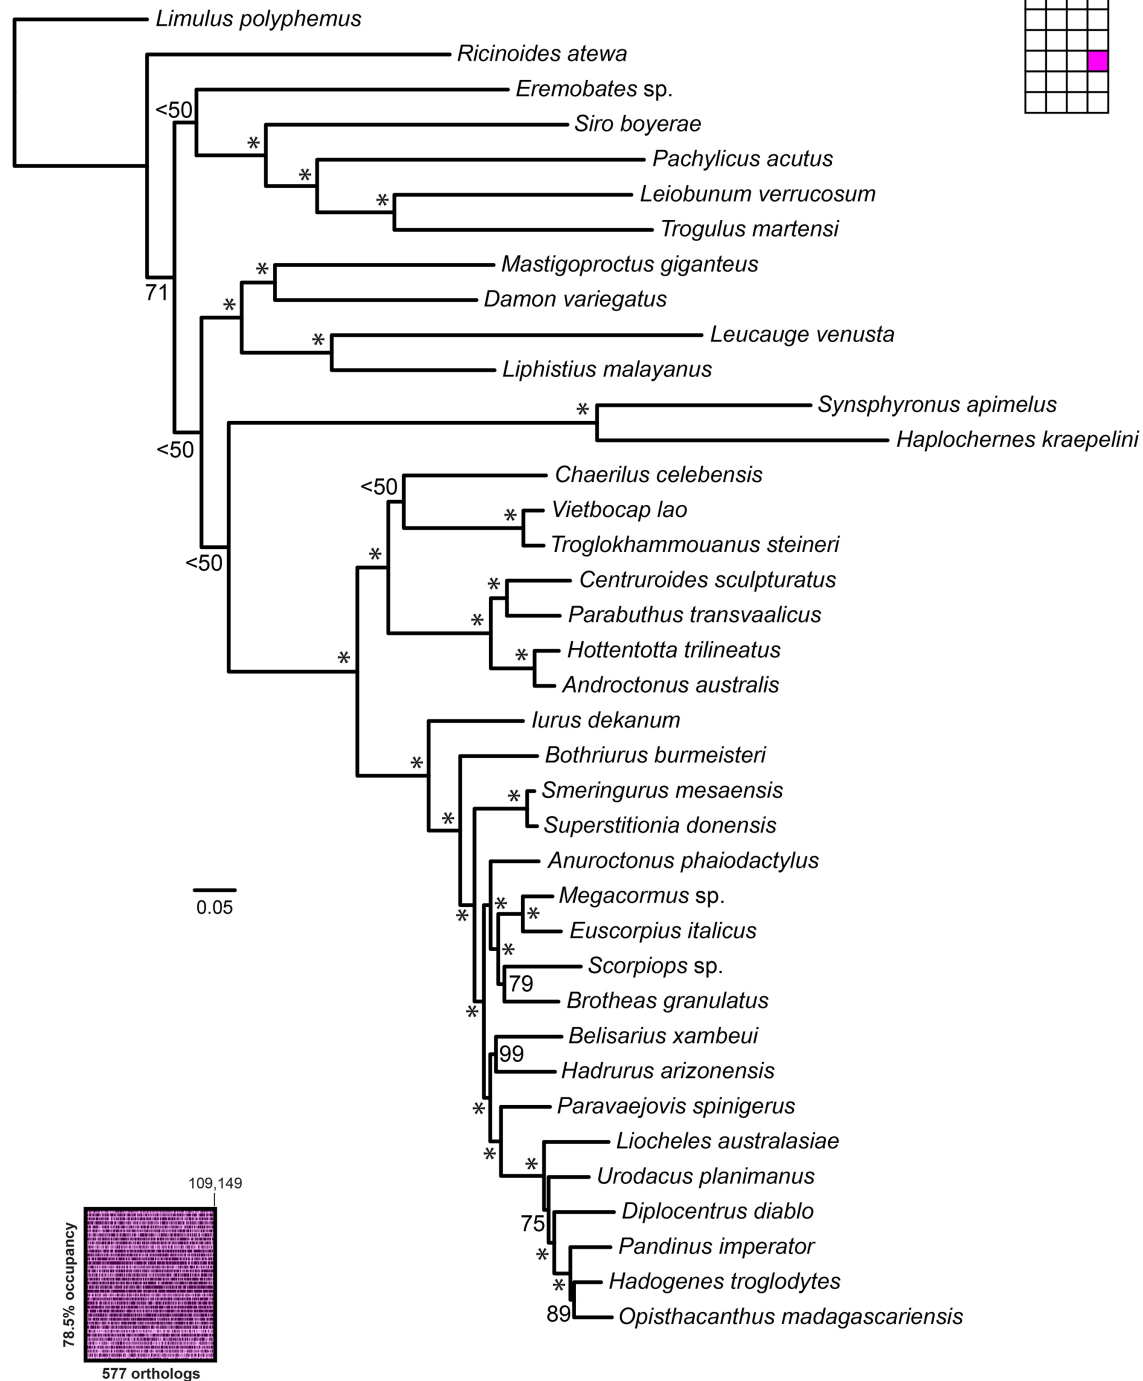 Limulus polyphemus
Ricinoides atewa
Eremobates sp.
<50
Siro boyerae
*
Pachylicus acutus
*
Leiobunum verrucosum
*
Trogulus martensi
Mastigoproctus giganteus
*
71
Damon variegatus
*
Leucauge venusta
*
Liphistius malayanus
Synsphyronus apimelus
*
Haplochernes kraepelini
<50
Chaerilus celebensis
<50
Vietbocap lao
*
Troglokhammouanus steineri
*
<50
Centruroides sculpturatus
*
Parabuthus transvaalicus
*
Hottentotta trilineatus
*
*
Androctonus australis
Iurus dekanum
Bothriurus burmeisteri
*
Smeringurus mesaensis
*
Superstitionia donensis
*
Anuroctonus phaiodactylus
Megacormus sp.
*
*
*
Euscorpius italicus
*
Scorpiops sp.
79
Brotheas granulatus
*
Belisarius xambeui
99
Hadrurus arizonensis
Paravaejovis spinigerus
*
Liocheles australasiae
*
*
Urodacus planimanus
Diplocentrus diablo
75
Pandinus imperator
*
Hadogenes troglodytes
*
89
Opisthacanthus madagascariensis
0.05
109,149
78.5% occupancy
577 orthologs